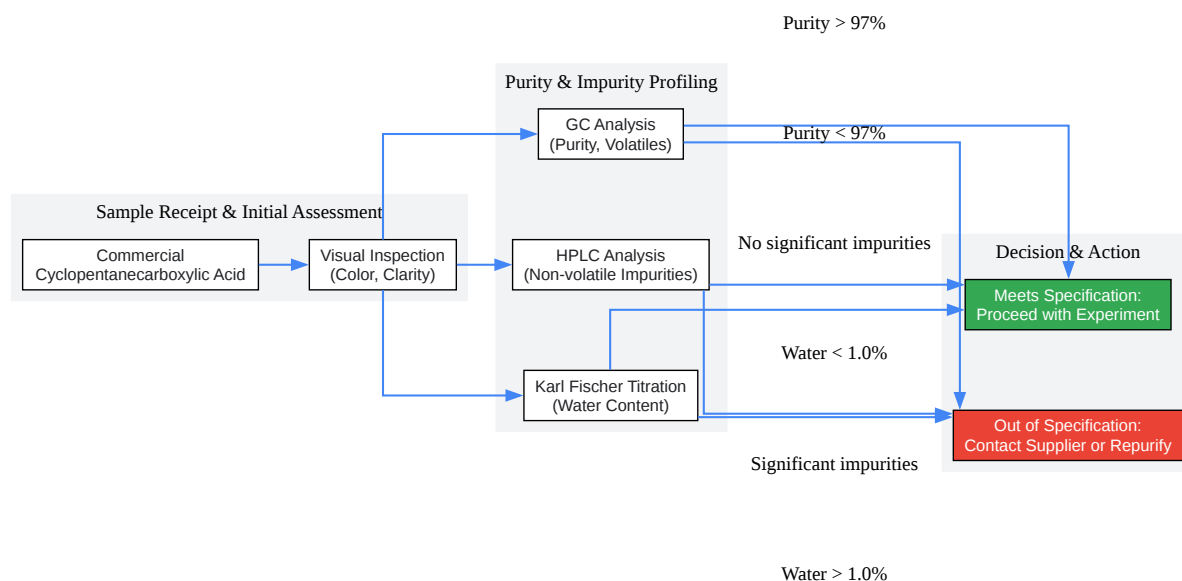 Purity > 97%
Purity & Impurity Profiling
GC Analysis
(Purity, Volatiles)
Purity < 97%
Sample Receipt & Initial Assessment
Commercial
Cyclopentanecarboxylic Acid
Visual Inspection
(Color, Clarity)
HPLC Analysis
(Non-volatile Impurities)
No significant impurities
Decision & Action
Meets Specification:
Proceed with Experiment
Water < 1.0%
Karl Fischer Titration
(Water Content)
Out of Specification:
Contact Supplier or Repurify
Significant impurities
Water > 1.0%